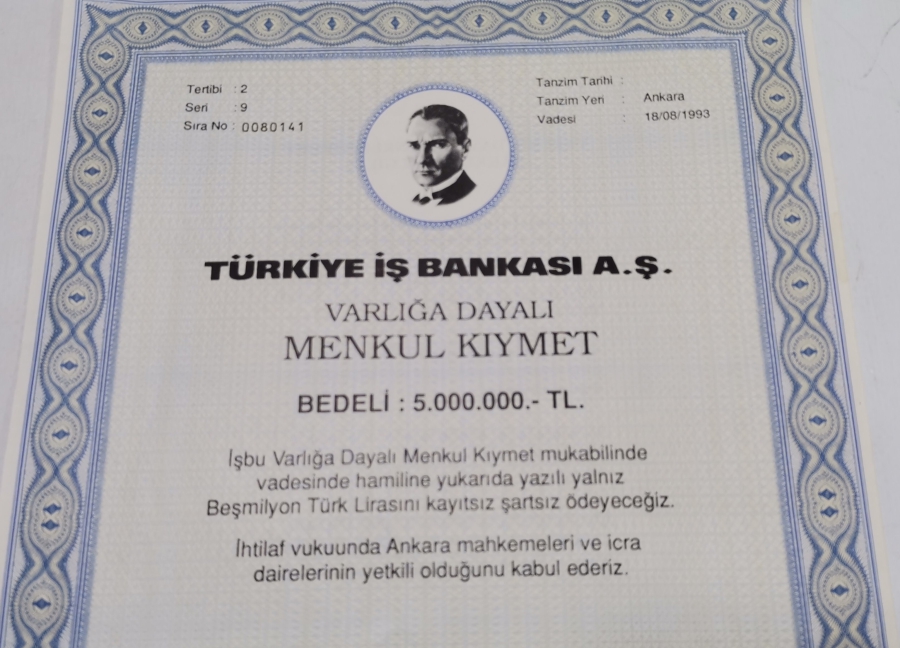 Tertibi : 2
Seri : 9
Sıra No : 0080141
Tanzim Tarihi :
Tanzim Yeri : Ankara
Vadesi : 18/08/1993
TÜRKİYE İŞ BANKASI A.Ş.
VARLIĞA DAYALI
MENKUL KIYMET
BEDELİ : 5.000.000.- TL.
İşbu Varlığa Dayalı Menkul Kıymet mukabilinde
vadesinde hamiline yukarıda yazılı yalnız
Beşmilyon Türk Lirasını kayıtsız şartsız ödeyeceğiz.
İhtilaf vukuunda Ankara mahkemeleri ve icra
dairelerinin yetkili olduğunu kabul ederiz.